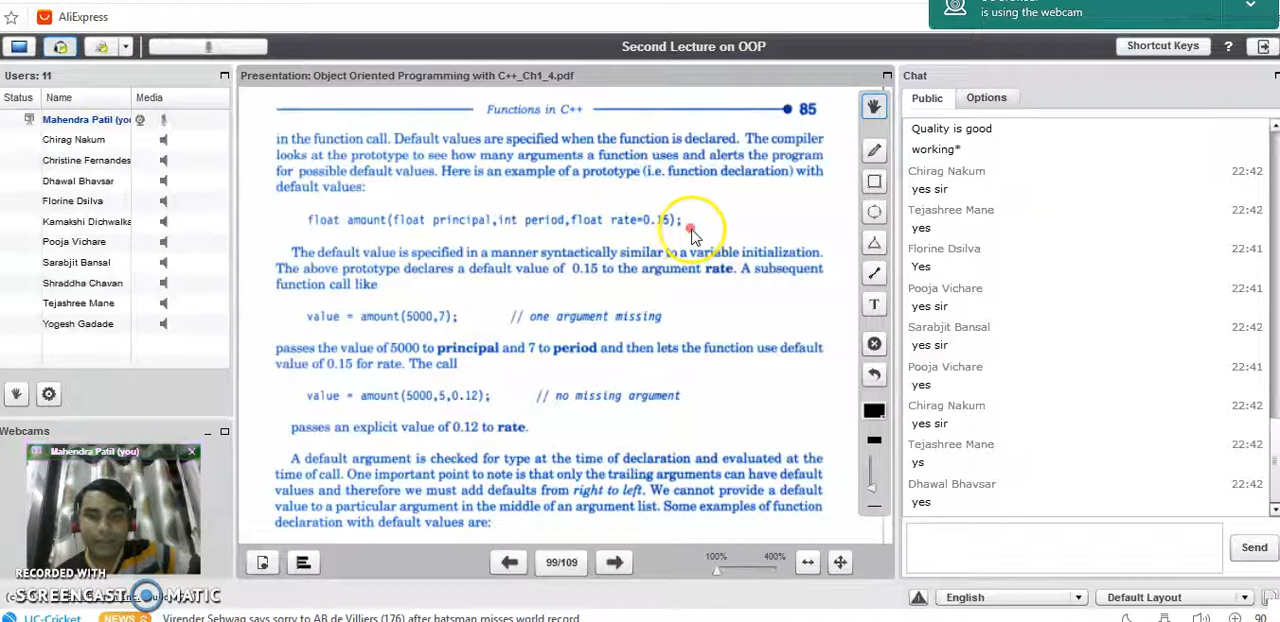 AliExpress
is using the webcam
Second Lecture on OOP
Shortcut Keys
?
Users: 11
Status Name Media
Mahendra Patil (you)
Chirag Nakum
Christine Fernandes
Dhawal Bhavsar
Florine Dsilva
Kamakshi Dichwalka
Pooja Vichare
Sarabjit Bansal
Shraddha Chavan
Tejashree Mane
Yogesh Gadade
Webcams
Mahendra Patil (you)
RECORDED WITH
SCREENCAST MATIC
Presentation: Object Oriented Programming with C++_Ch1_4.pdf
Functions in C++ 85
in the function call. Default values are specified when the function is declared. The compiler
looks at the prototype to see how many arguments a function uses and alerts the program
for possible default values. Here is an example of a prototype (i.e. function declaration) with
default values:
float amount(float principal,int period,float rate=0.15);
The default value is specified in a manner syntactically similar to a variable initialization.
The above prototype declares a default value of 0.15 to the argument rate. A subsequent
function call like
value = amount(5000,7); // one argument missing
passes the value of 5000 to principal and 7 to period and then lets the function use default
value of 0.15 for rate. The call
value = amount(5000,5,0.12); // no missing argument
passes an explicit value of 0.12 to rate.
A default argument is checked for type at the time of declaration and evaluated at the
time of call. One important point to note is that only the trailing arguments can have default
values and therefore we must add defaults from right to left. We cannot provide a default
value to a particular argument in the middle of an argument list. Some examples of function
declaration with default values are:
T
99/109
100% 400%
Chat
Public Options
Quality is good
working*
Chirag Nakum 22:42
yes sir
Tejashree Mane 22:42
yes
Florine Dsilva 22:42
Yes
Pooja Vichare 22:42
yes sir
Sarabjit Bansal 22:42
yes sir
Pooja Vichare 22:42
yes
Chirag Nakum 22:42
yes sir
Tejashree Mane 22:42
ys
Dhawal Bhavsar 22:42
yes
Send
English
Default Layout
UC-Cricket NEWS Virender Sehwag says sorry to AB de Villiers (176) after batsman misses world record
90